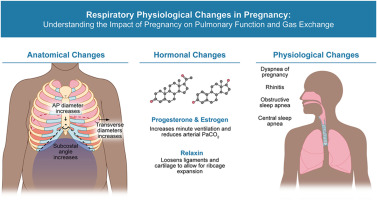 Respiratory Physiological Changes in Pregnancy:
Understanding the Impact of Pregnancy on Pulmonary Function and Gas Exchange
Anatomical Changes
AP diameter
increases
Transverse
diameters
increases
Subcostal
angle
increases
Hormonal Changes
Progesterone & Estrogen
Increases minute ventilation and
reduces arterial PaCO₂
Relaxin
Loosens ligaments and
cartilage to allow for ribcage
expansion
Physiological Changes
Dyspnea of
pregnancy
Rhinitis
Obstructive
sleep apnea
Central sleep
apnea